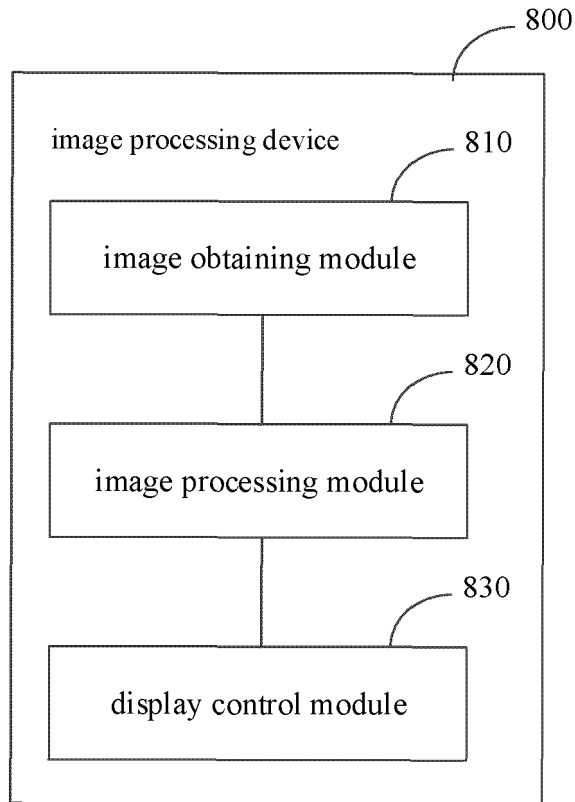 800
image processing device
810
image obtaining module
820
image processing module
830
display control module